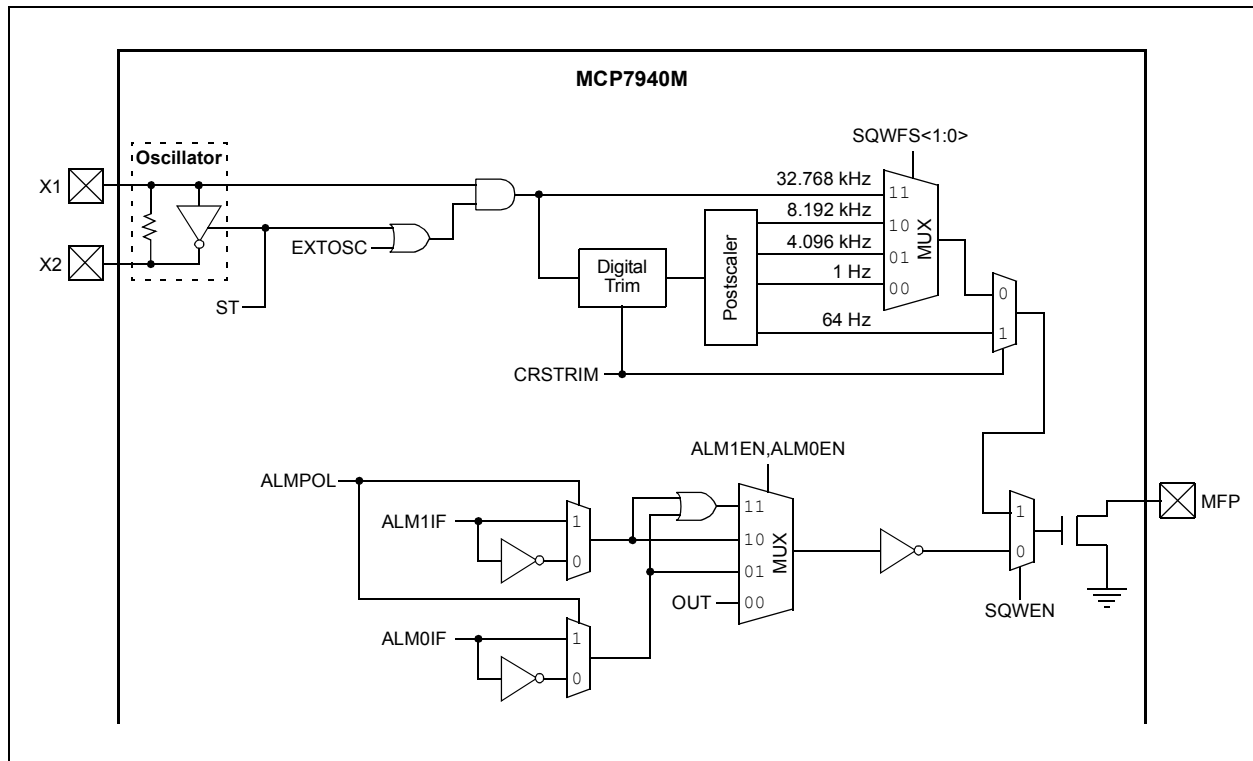 MCP7940M
SQWFS<1:0>
Oscillator
X1
32.768 kHz
11
8.192 kHz
10
EXTOSC
4.096 kHz
01
MUX
X2
Digital
Trim
Postscaler
1 Hz
00
0
ST
64 Hz
1
CRSTRIM
ALM1EN,ALM0EN
ALMPOL
MFP
ALM1IF
1
11
1
0
10
MUX
0
01
OUT
00
SQWEN
ALM0IF
1
0